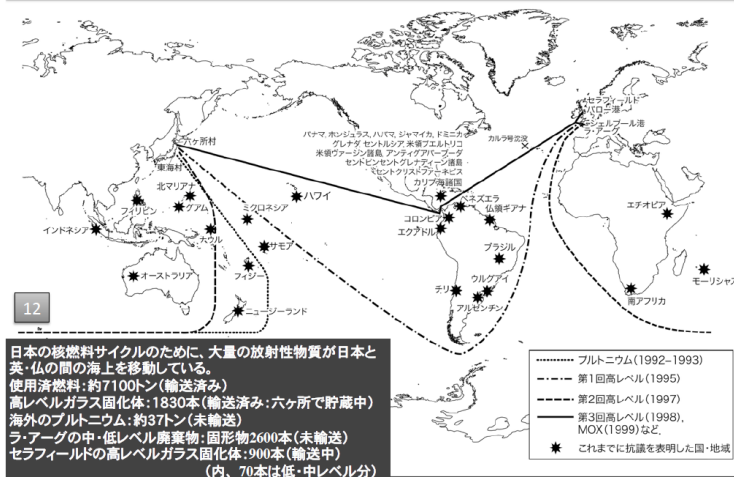 セラフィールド
バロー港
シェルブール港
ラ・アーグ
カルラ号沈没
六ヶ所村
東海村
パナマ, ホンジュラス, ハバマ, ジャマイカ, ドミニカ
グレナダ, セントルシア, 米領プエルトリコ
米領ヴァージン諸島, アンティグアバーブーダ
セントビンセントグレナディーン諸島
セントクリストファーネビス
カリブ海諸国
北マリアナ
グアム
フィリピン
ミクロネシア
ハワイ
インドネシア
ナウル
サモア
フィジー
オーストラリア
ニュージーランド
コロンビア
ベネズエラ
仏領ギアナ
エクアドル
ブラジル
チリ
ウルグアイ
アルゼンチン
エチオピア
モーリシャス
南アフリカ
12
日本の核燃料サイクルのために、大量の放射性物質が日本と
英・仏の間の海上を移動している。
使用済燃料:約7100トン(輸送済み)
高レベルガラス固化体:1830本(輸送済み:六ヶ所で貯蔵中)
海外のプルトニウム:約37トン(未輸送)
ラ・アーグの中・低レベル廃棄物:固形物2600本(未輸送)
セラフィールドの高レベルガラス固化体:900本(輸送中)
(内、70本は低・中レベル分)
プルトニウム(1992-1993)
第1回高レベル(1995)
第2回高レベル(1997)
第3回高レベル(1998),
MOX(1999)など.
これまでに抗議を表明した国・地域